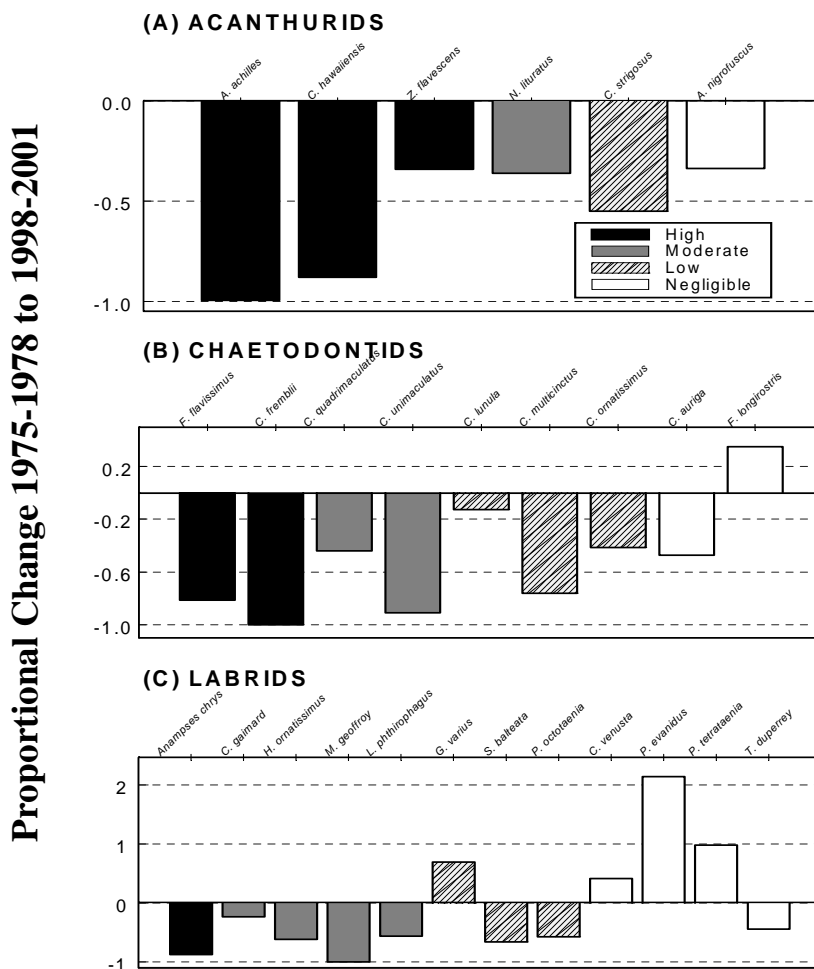 Proportional Change 1975-1978 to 1998-2001
(A) ACANTHURIDS
A. achilles
C. hawaiiensis
Z. flavescens
N. lituratus
C. strigosus
A. nigrofuscus
0.0
-0.5
-1.0
High
Moderate
Low
Negligible
(B) CHAETODONTIDS
F. flavissimus
C. fremblii
C. quadrimaculatus
C. unimaculatus
C. lunula
C. multicinctus
C. ornatissimus
C. auriga
F. longirostris
0.2
-0.2
-0.6
-1.0
(C) LABRIDS
Anampses chrys
C. gaimard
H. ornatissimus
M. geoffroy
L. phthirophagus
G. varius
S. balteata
P. octotaenia
C. venusta
P. evanidus
P. tetrataenia
T. duperrey
2
1
0
-1